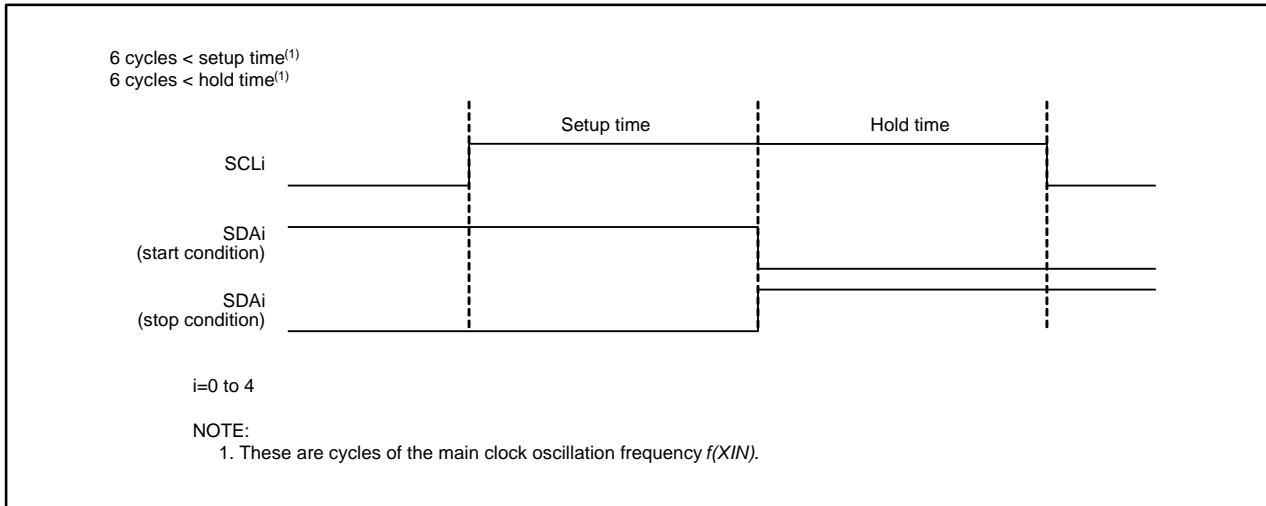 6 cycles < setup time(1)
6 cycles < hold time(1)
Setup time
Hold time
SCLi
SDAi
(start condition)
SDAi
(stop condition)
i=0 to 4
NOTE:
1. These are cycles of the main clock oscillation frequency f(XIN).